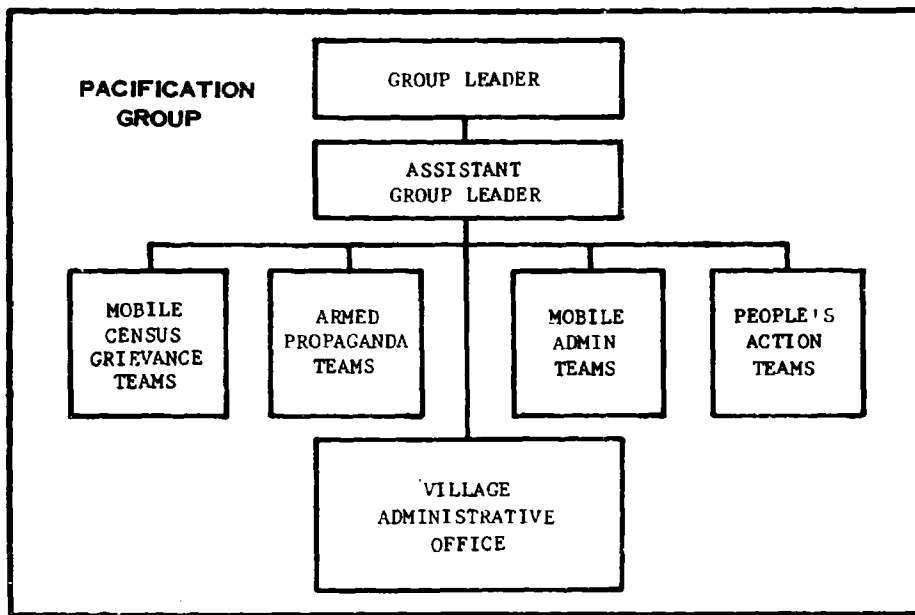 PACIFICATION
GROUP
GROUP LEADER
ASSISTANT
GROUP LEADER
MOBILE
CENSUS
GRIEVANCE
TEAMS
ARMED
PROPAGANDA
TEAMS
MOBILE
ADMIN
TEAMS
PEOPLE'S
ACTION
TEAMS
VILLAGE
ADMINISTRATIVE
OFFICE